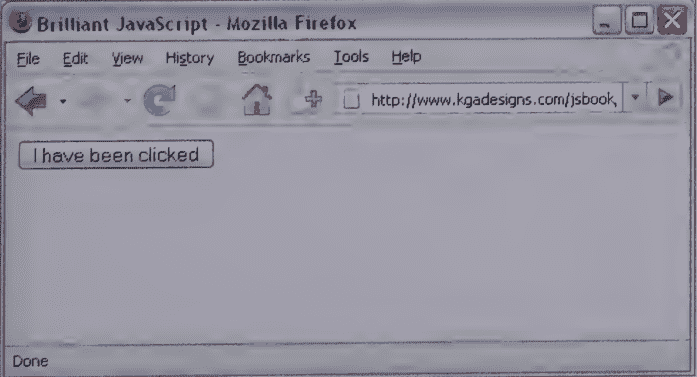 Brilliant JavaScript - Mozilla Firefox
File Edit View History Bookmarks Tools Help
http://www.kgadesigns.com/jsbook
I have been clicked
Done